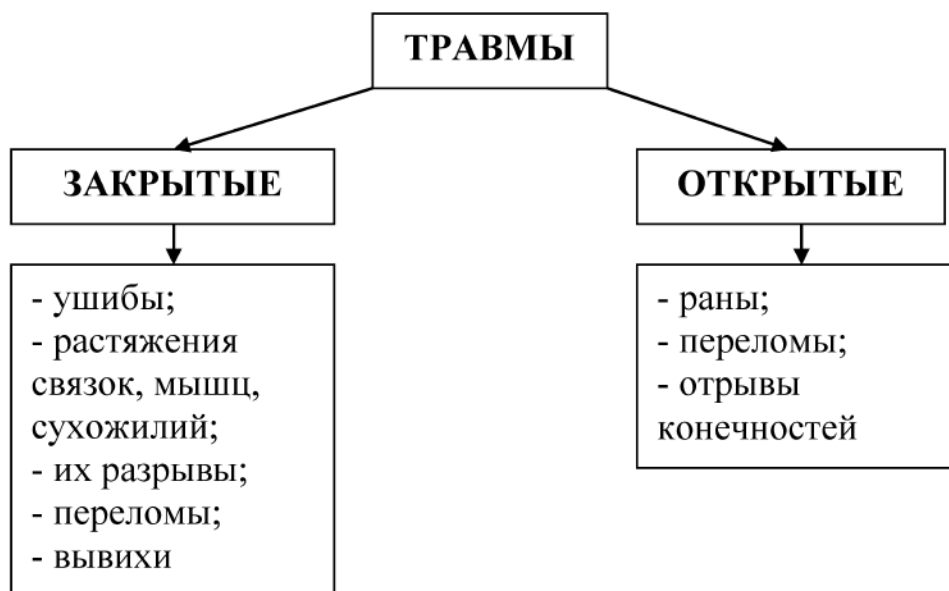 ТРАВМЫ
ЗАКРЫТЫЕ
ОТКРЫТЫЕ
- ушибы;
- растяжения
связок, мышц,
сухожилий;
- их разрывы;
- переломы;
- вывихи
- раны;
- переломы;
- отрывы
конечностей